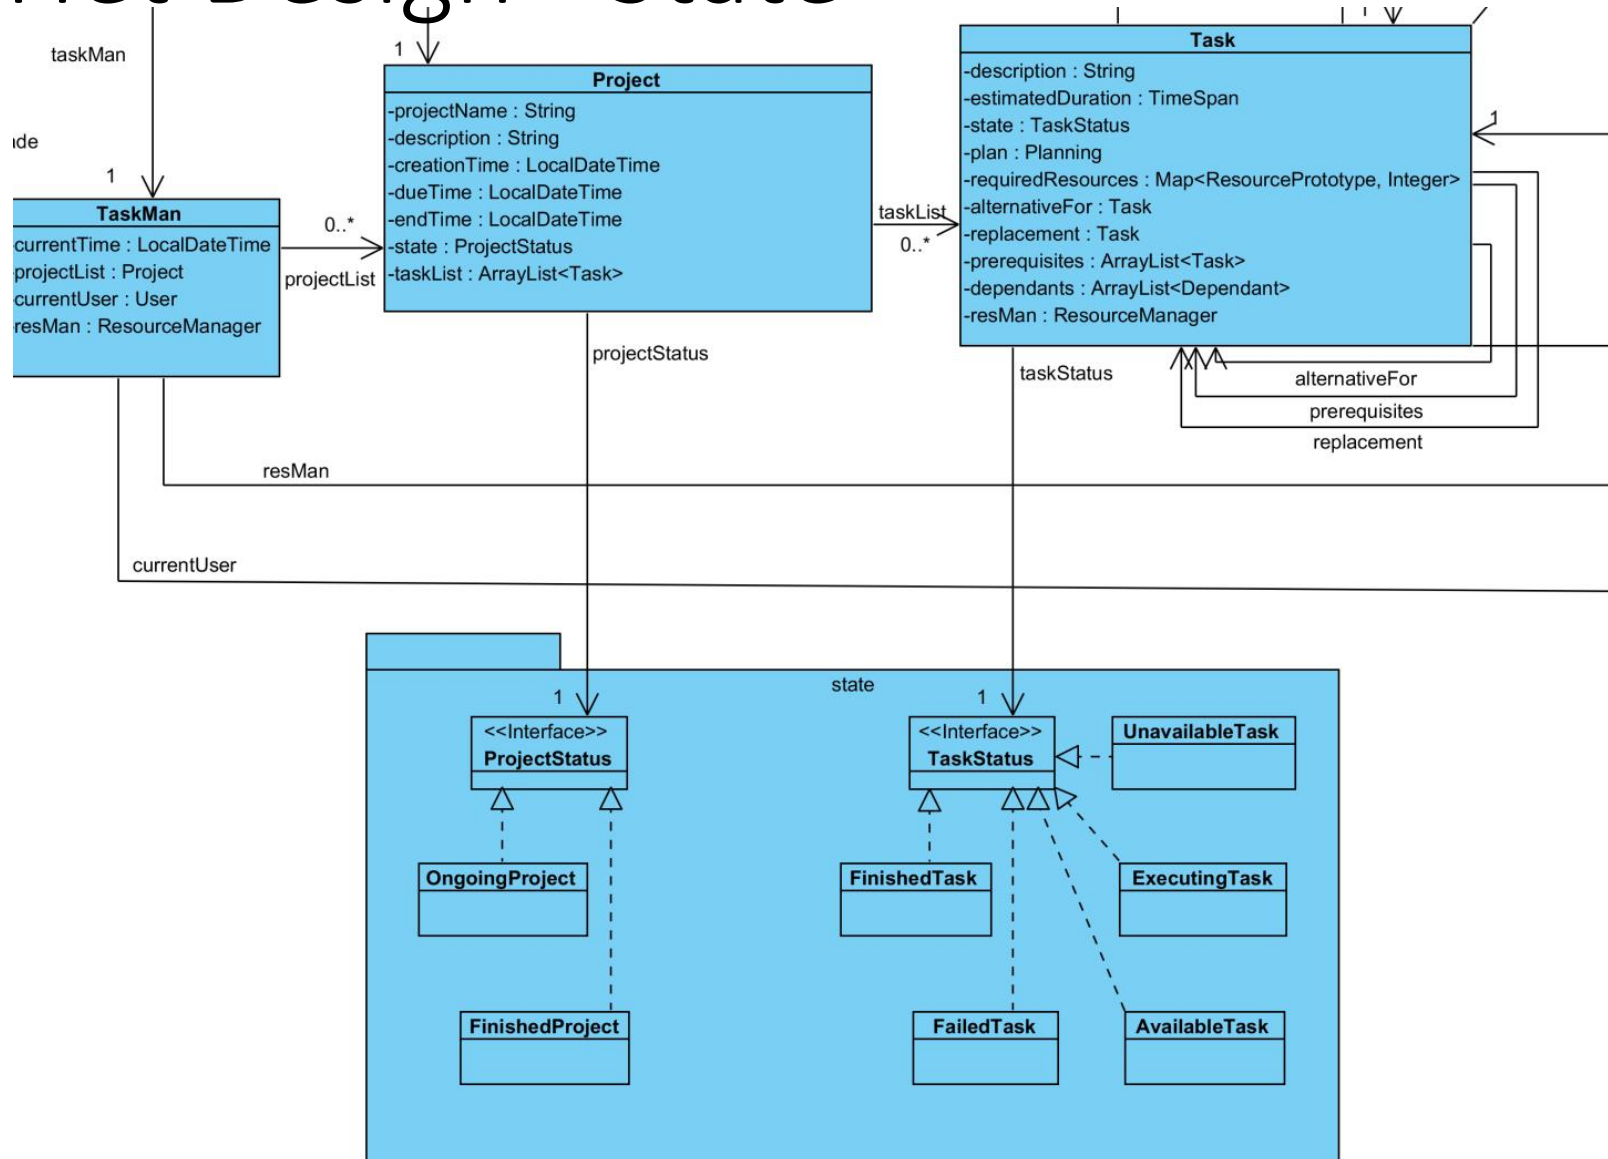 Design
State
taskMan
1
1
Project
-projectName : String
-description : String
-creationTime : LocalDateTime
-dueTime : LocalDateTime
-endTime : LocalDateTime
-state : ProjectStatus
-taskList : ArrayList<Task>
Task
-description : String
-estimatedDuration : TimeSpan
-state : TaskStatus
-plan : Planning
-requiredResources : Map<ResourcePrototype, Integer>
-alternativeFor : Task
-replacement : Task
-prerequisites : ArrayList<Task>
-dependants : ArrayList<Dependant>
-resMan : ResourceManager
1
TaskMan
currentTime : LocalDateTime
projectList : Project
currentUser : User
resMan : ResourceManager
0..*
projectList
taskList
0..*
projectStatus
taskStatus
alternativeFor
prerequisites
replacement
resMan
currentUser
state
1
<<Interface>>
ProjectStatus
1
<<Interface>>
TaskStatus
UnavailableTask
OngoingProject
FinishedTask
ExecutingTask
FinishedProject
FailedTask
AvailableTask